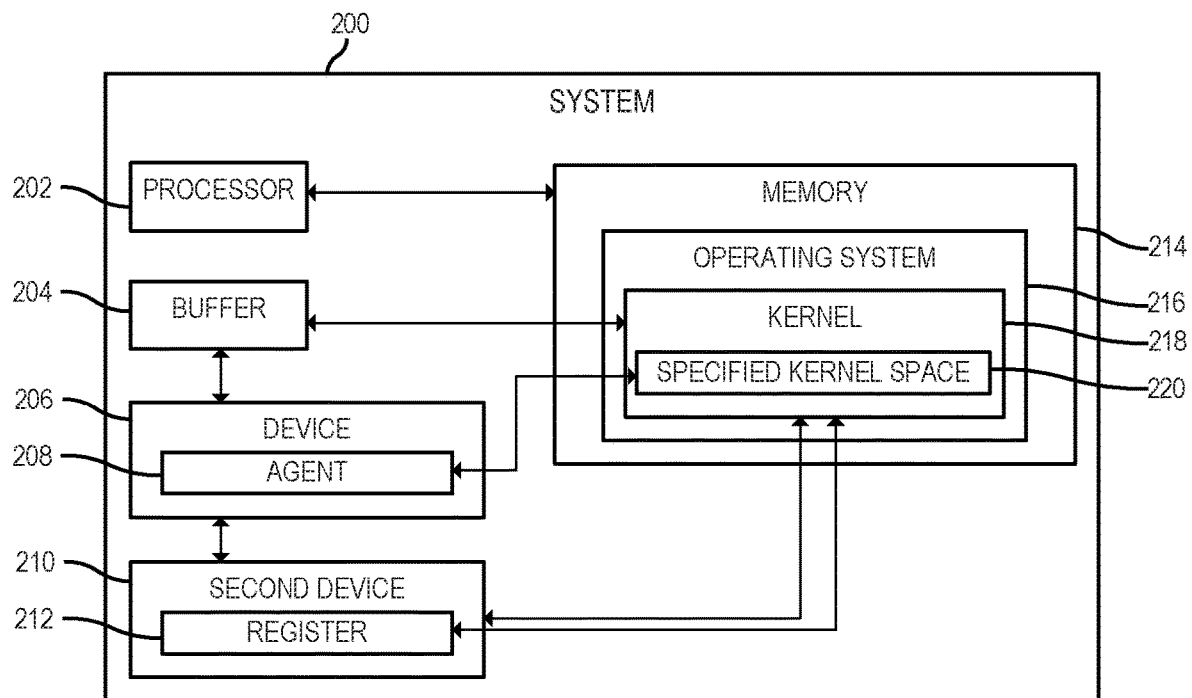 200
SYSTEM
202
PROCESSOR
MEMORY
214
OPERATING SYSTEM
204
BUFFER
216
KERNEL
218
SPECIFIED KERNEL SPACE
220
206
DEVICE
208
AGENT
210
SECOND DEVICE
212
REGISTER